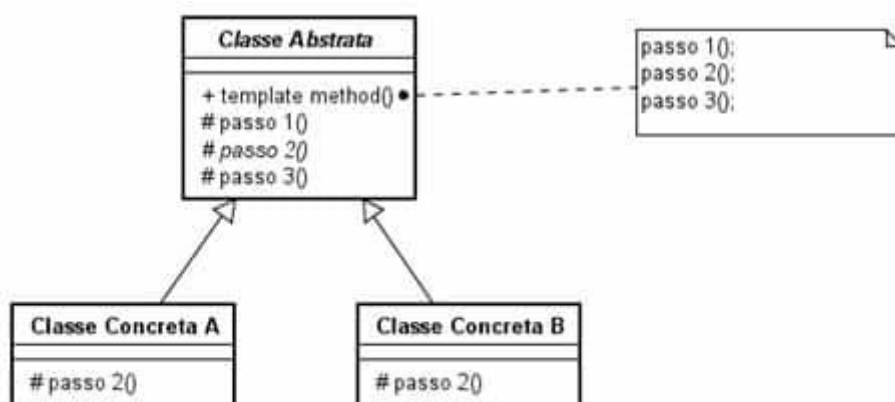 Classe Abstrata
+ template method()
# passo 1()
# passo 2()
# passo 3()
passo 1();
passo 2();
passo 3();
Classe Concreta A
# passo 2()
Classe Concreta B
# passo 2()